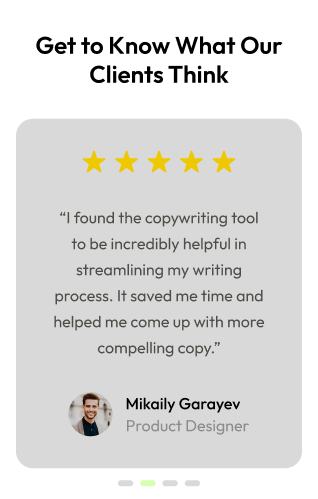 Get to Know What Our
Clients Think
“I found the copywriting tool
to be incredibly helpful in
streamlining my writing
process. It saved me time and
helped me come up with more
compelling copy.”
Mikaily Garayev
Product Designer